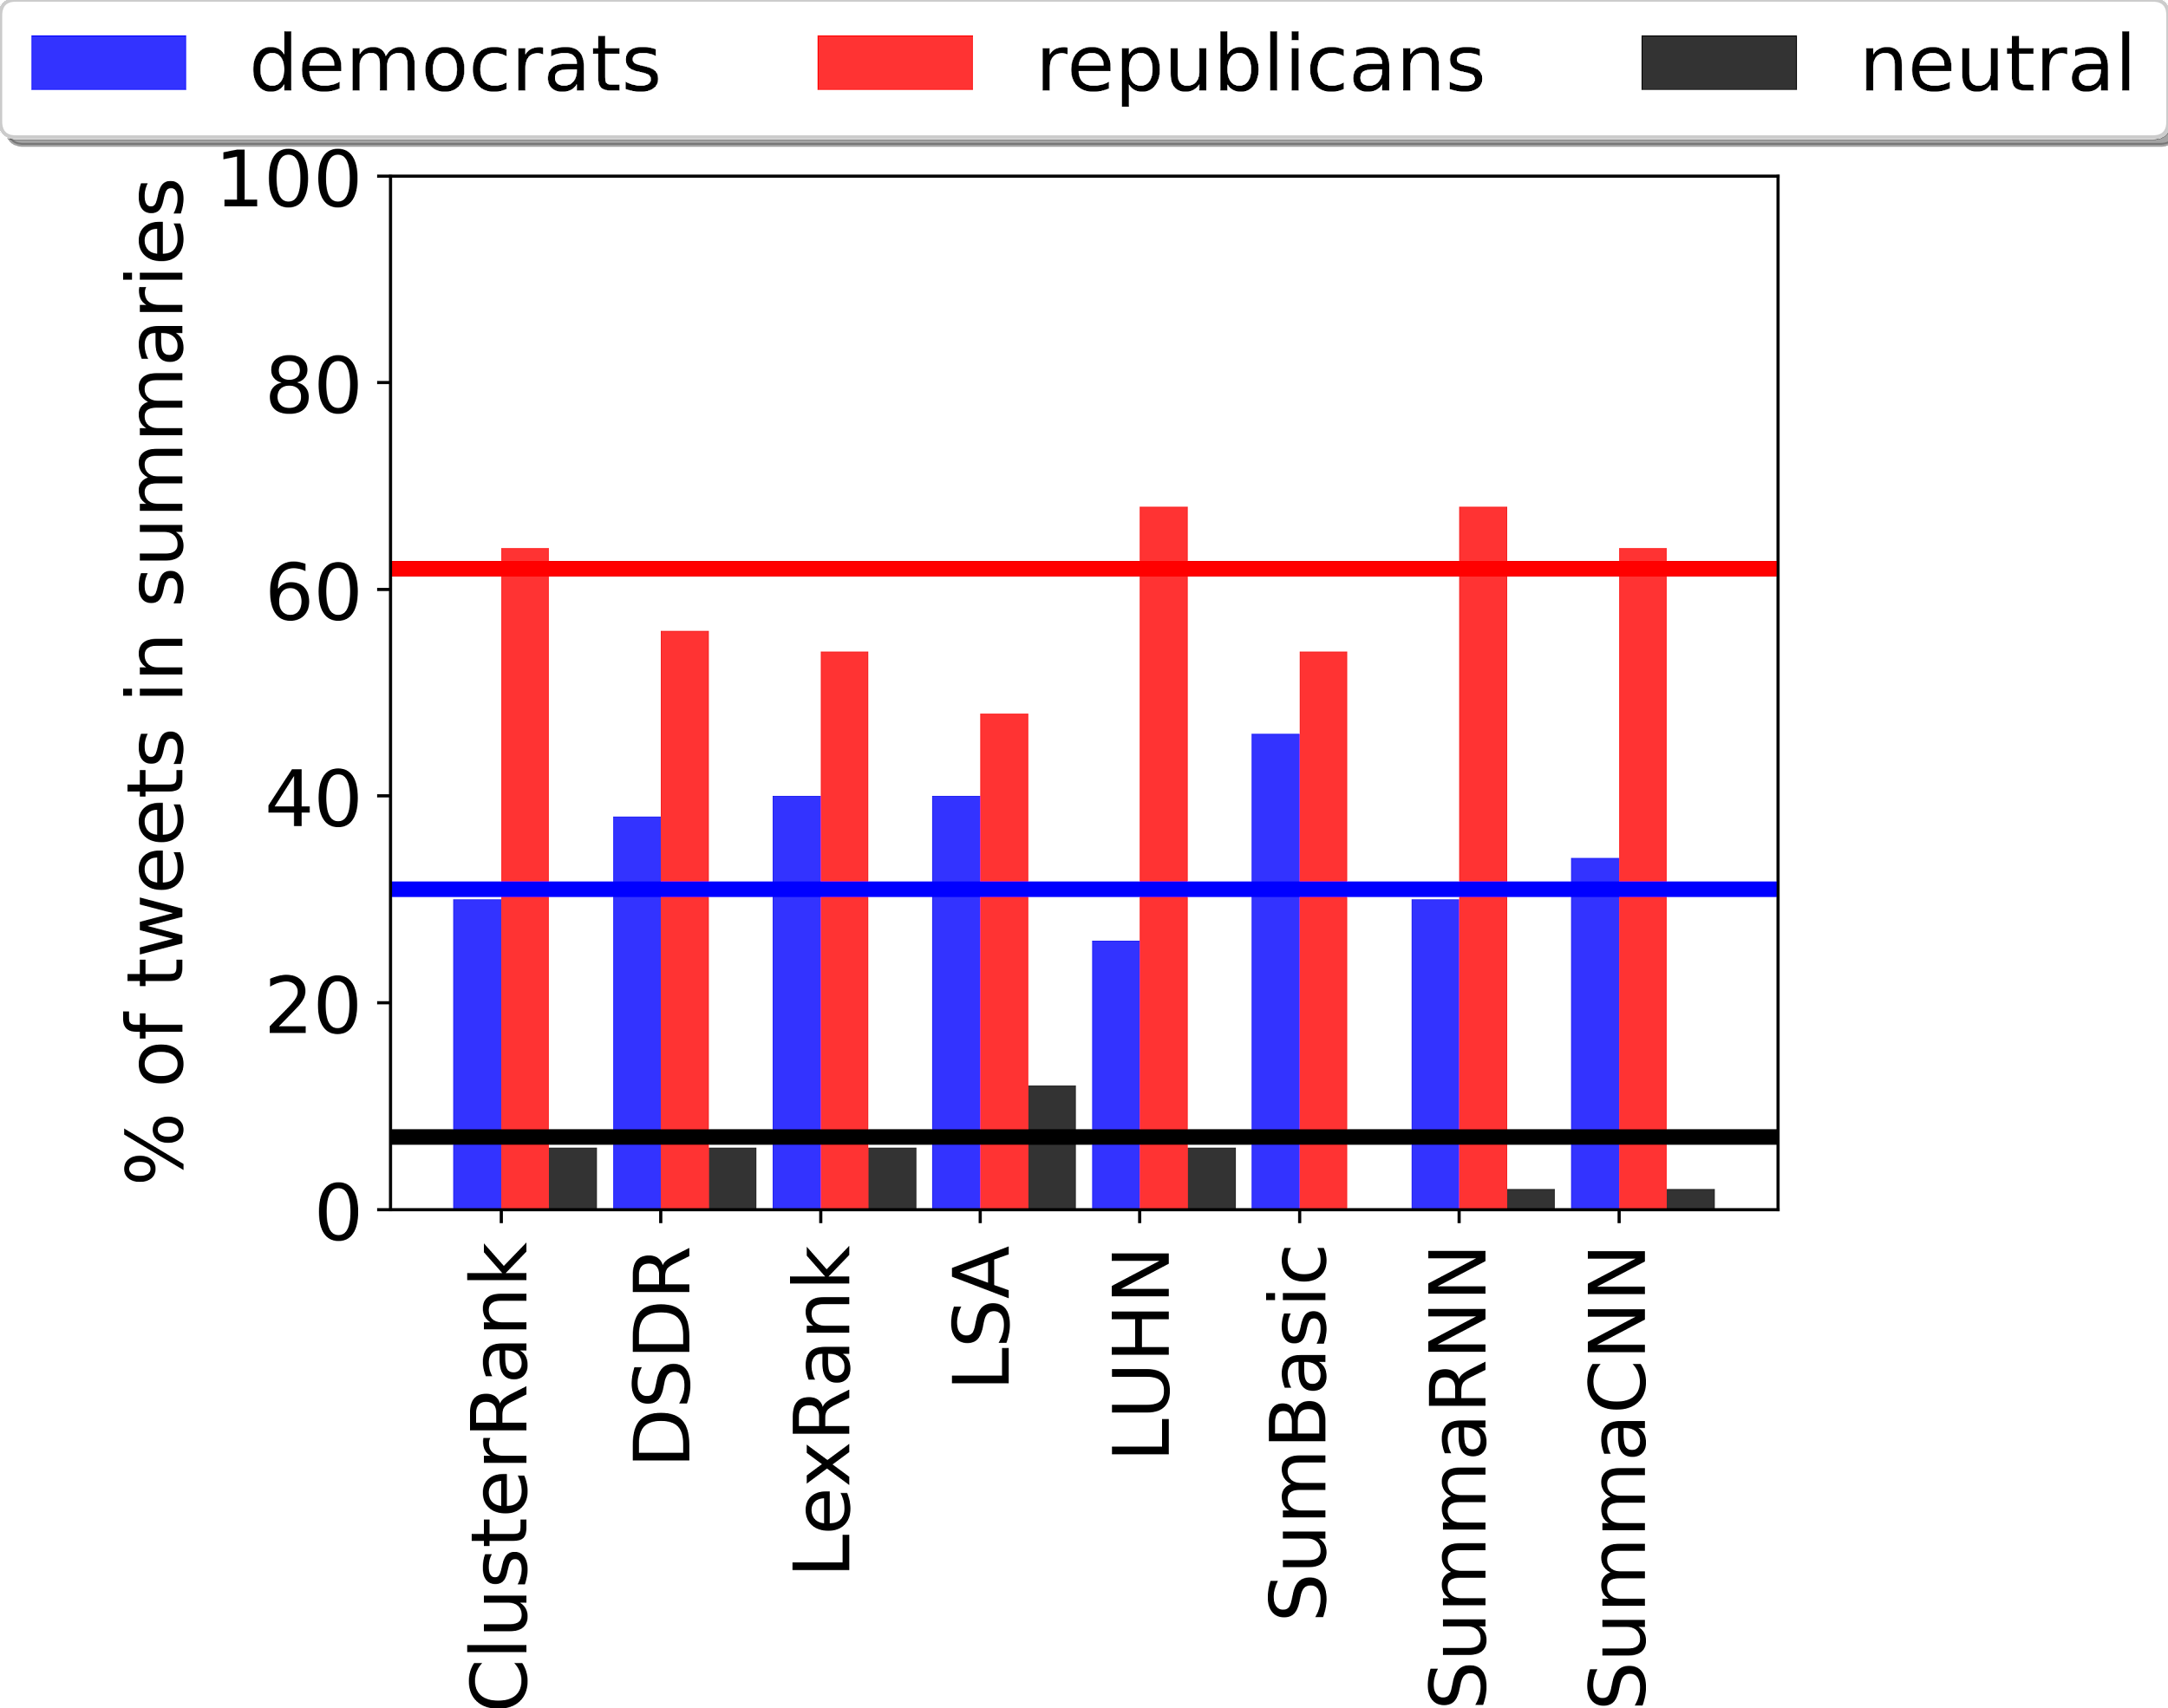 democrats republicans neutral
% of tweets in summaries
100
80
60
40
20
0
ClusterRank
DSDR
LexRank
LSA
LUHN
SumBasic
SummaRNN
SummaCNN